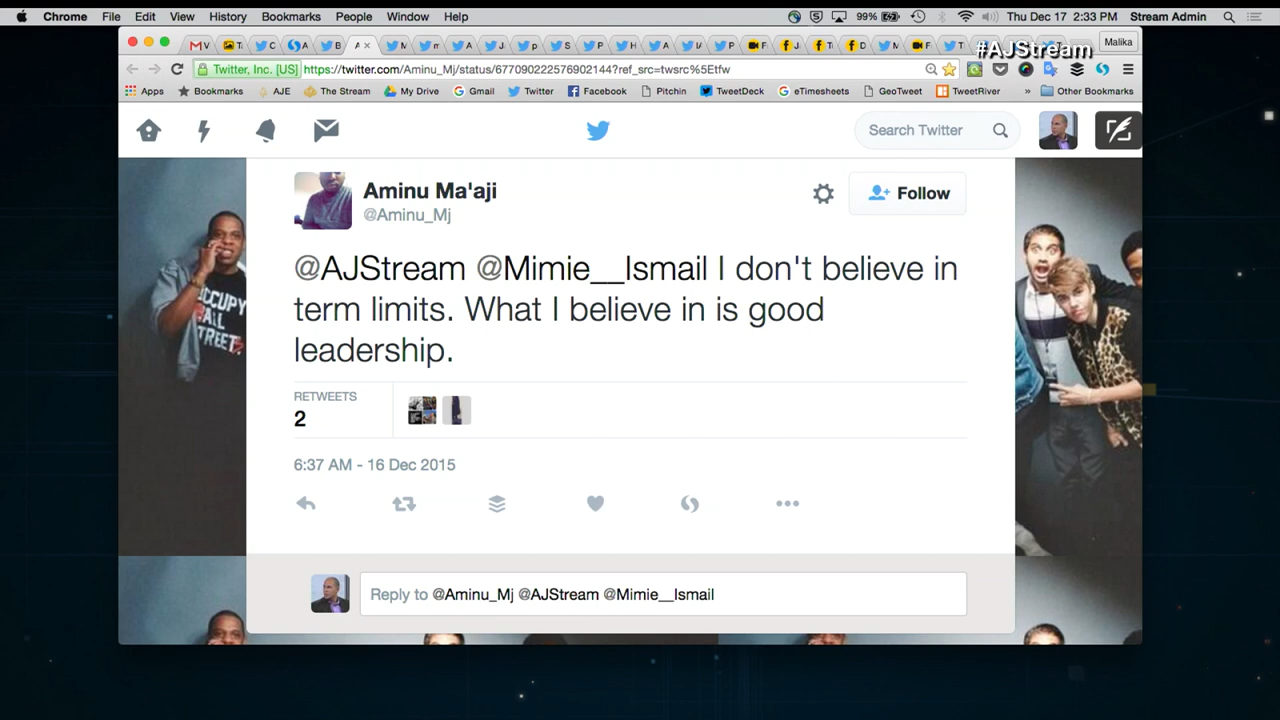 Chrome File Edit View History Bookmarks People Window Help 99% Thu Dec 17 2:33 PM Stream Admin
#AJStream
Malika
Twitter, Inc. [US] https://twitter.com/Aminu_Mj/status/677090222576902144?ref_src=twsrc%5Etfw
Apps Bookmarks AJE The Stream My Drive Gmail Twitter Facebook Pitchin TweetDeck eTimesheets GeoTweet TweetRiver » Other Bookmarks
Search Twitter
Aminu Ma'aji
@Aminu_Mj
Follow
@AJStream @Mimie__Ismail I don't believe in
term limits. What I believe in is good
leadership.
RETWEETS
2
6:37 AM - 16 Dec 2015
Reply to @Aminu_Mj @AJStream @Mimie__Ismail
OCCUPY
ALL
STREET